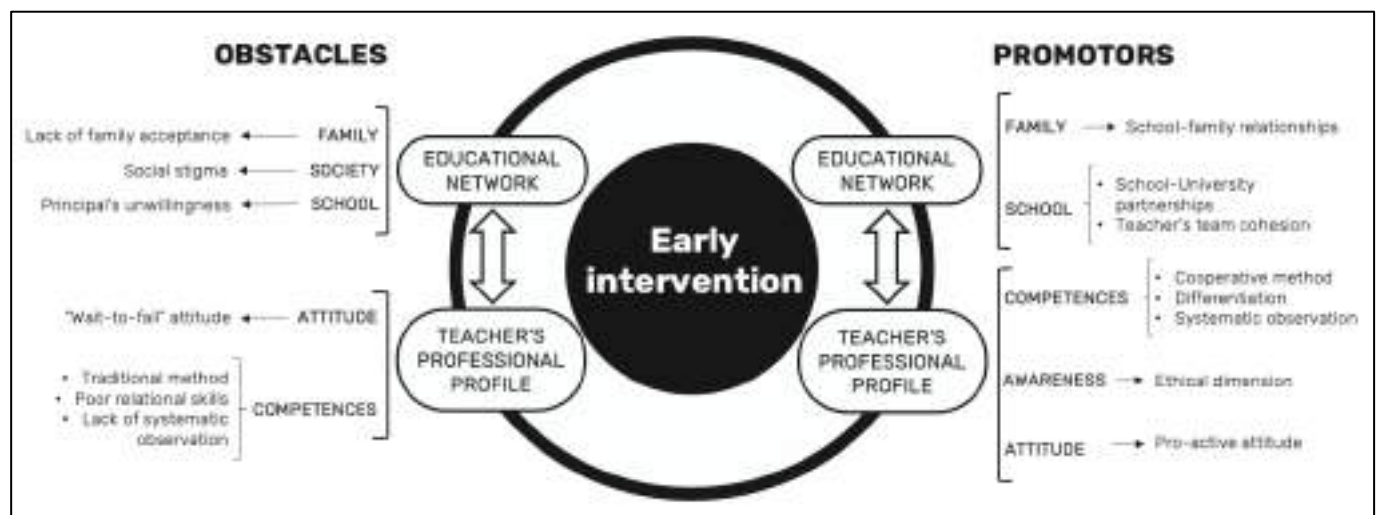 OBSTACLES
Lack of family acceptance
FAMILY
Social stigma
SOCIETY
Principal's unwillingness
SCHOOL
EDUCATIONAL
NETWORK
"Wait-to-fail" attitude
ATTITUDE
• Traditional method
• Poor relational skills
• Lack of systematic
observation
COMPETENCES
TEACHER'S
PROFESSIONAL
PROFILE
Early
intervention
PROMOTORS
EDUCATIONAL
NETWORK
FAMILY
School-family relationships
SCHOOL
• School-University
partnerships
• Teacher's team cohesion
TEACHER'S
PROFESSIONAL
PROFILE
COMPETENCES
• Cooperative method
• Differentiation
• Systematic observation
AWARENESS
Ethical dimension
ATTITUDE
Pro-active attitude